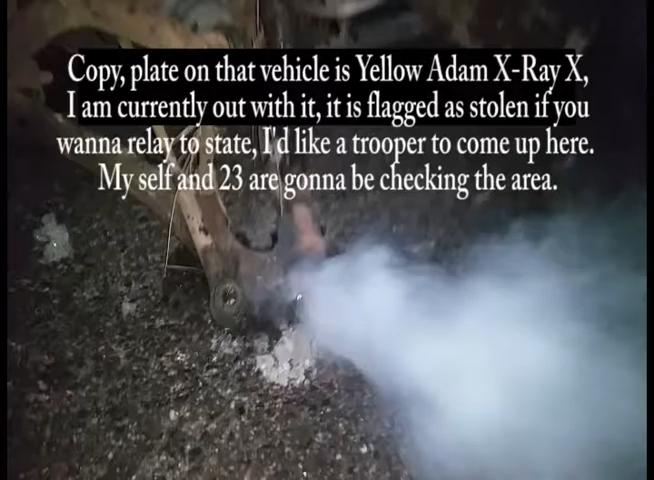 Copy, plate on that vehicle is Yellow Adam X-Ray X,
I am currently out with it, it is flagged as stolen if you
wanna relay to state, I'd like a trooper to come up here.
My self and 23 are gonna be checking the area.